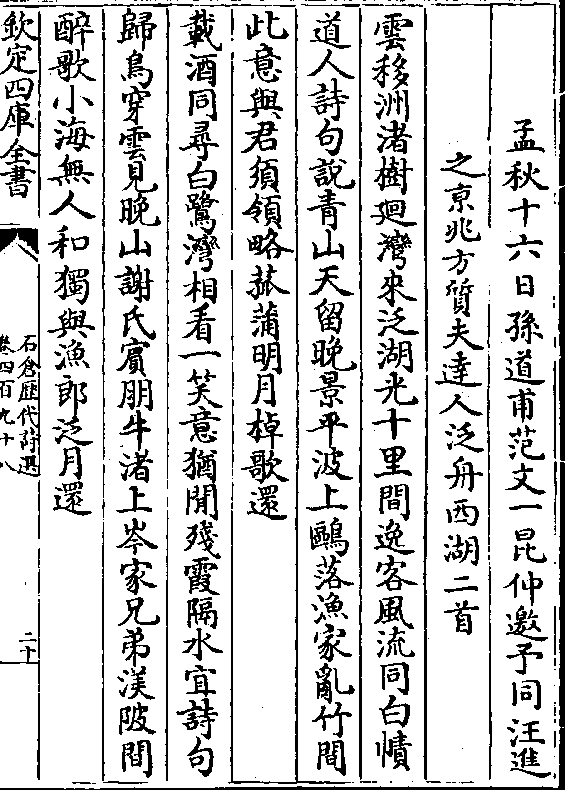 孟秋十六日孫道甫范文一昆仲邀予同汪進
之京兆方質夫達人泛舟西湖二首
雲移洲渚樹廻灣來泛湖光十里間逸客風流同白幘
道人詩句說青山天留晚景平波上鷗落漁家亂竹間
此意與君須領略菰蒲明月棹歌還
載酒同尋白鷺灣相看一笑意猶閒殘霞隔水宜詩句
歸鳥穿雲見晚山謝氏賓朋牛渚上岑家兄弟渼陂間
醉歌小海無人和獨與漁郎泛月還
欽定四庫全書
石倉歴代詩選
卷四百九十八
二十